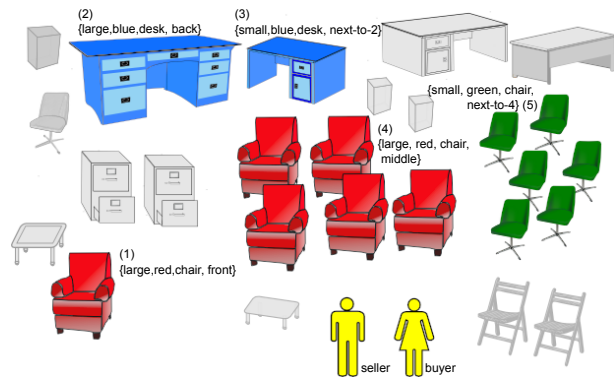 (2)
{large,blue,desk, back}
(3)
{small,blue,desk, next-to-2}
{small, green, chair,
next-to-4} (5)
(4)
{large, red, chair,
middle}
(1)
{large,red,chair, front}
seller
buyer